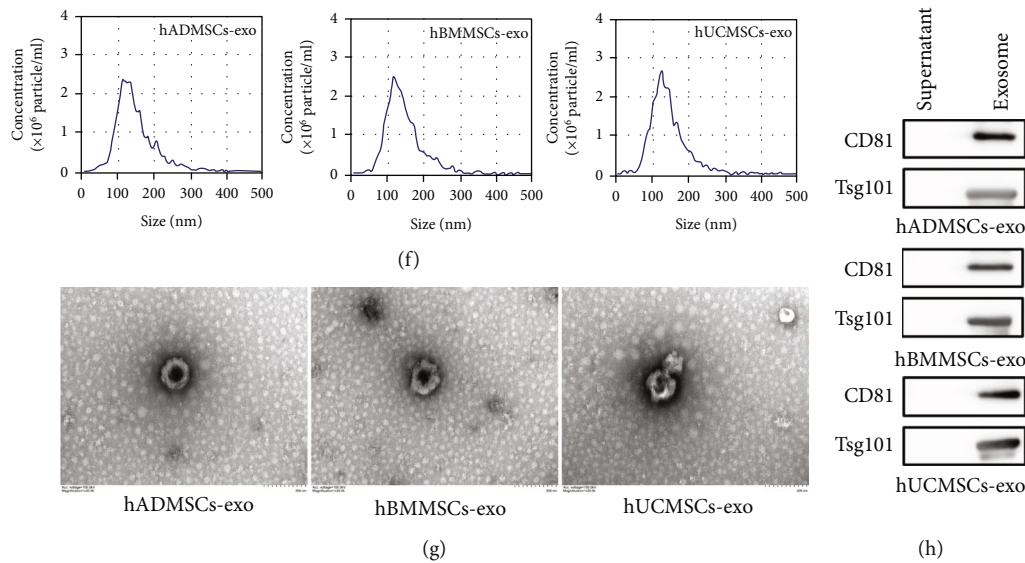 hADMSCs-exo
Concentration
(×10⁶ particle/ml)
4
3
2
1
0
0 100 200 300 400 500
Size (nm)
hBMMSCs-exo
Concentration
(×10⁶ particle/ml)
4
3
2
1
0
0 100 200 300 400 500
Size (nm)
hUCMSCs-exo
Concentration
(×10⁶ particle/ml)
4
3
2
1
0
0 100 200 300 400 500
Size (nm)
(f)
hADMSCs-exo
hBMMSCs-exo
hUCMSCs-exo
(g)
Supernatant
Exosome
CD81
Tsg101
hADMSCs-exo
CD81
Tsg101
hBMMSCs-exo
CD81
Tsg101
hUCMSCs-exo
(h)